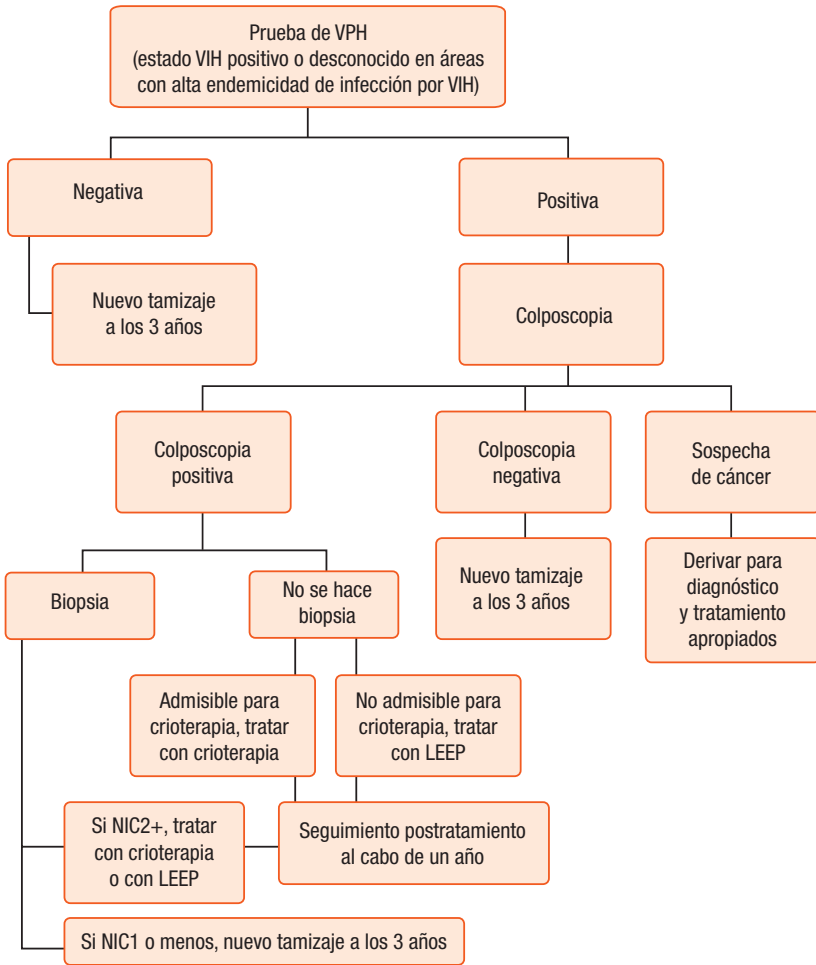 Prueba de VPH
(estado VIH positivo o desconocido en áreas
con alta endemicidad de infección por VIH)
Negativa
Positiva
Nuevo tamizaje
a los 3 años
Colposcopia
Colposcopia
positiva
Colposcopia
negativa
Sospecha
de cáncer
Biopsia
No se hace
biopsia
Nuevo tamizaje
a los 3 años
Derivar para
diagnóstico
y tratamiento
apropiados
Admisible para
crioterapia, tratar
con crioterapia
No admisible para
crioterapia, tratar
con LEEP
Si NIC2+, tratar
con crioterapia
o con LEEP
Seguimiento postratamiento
al cabo de un año
Si NIC1 o menos, nuevo tamizaje a los 3 años